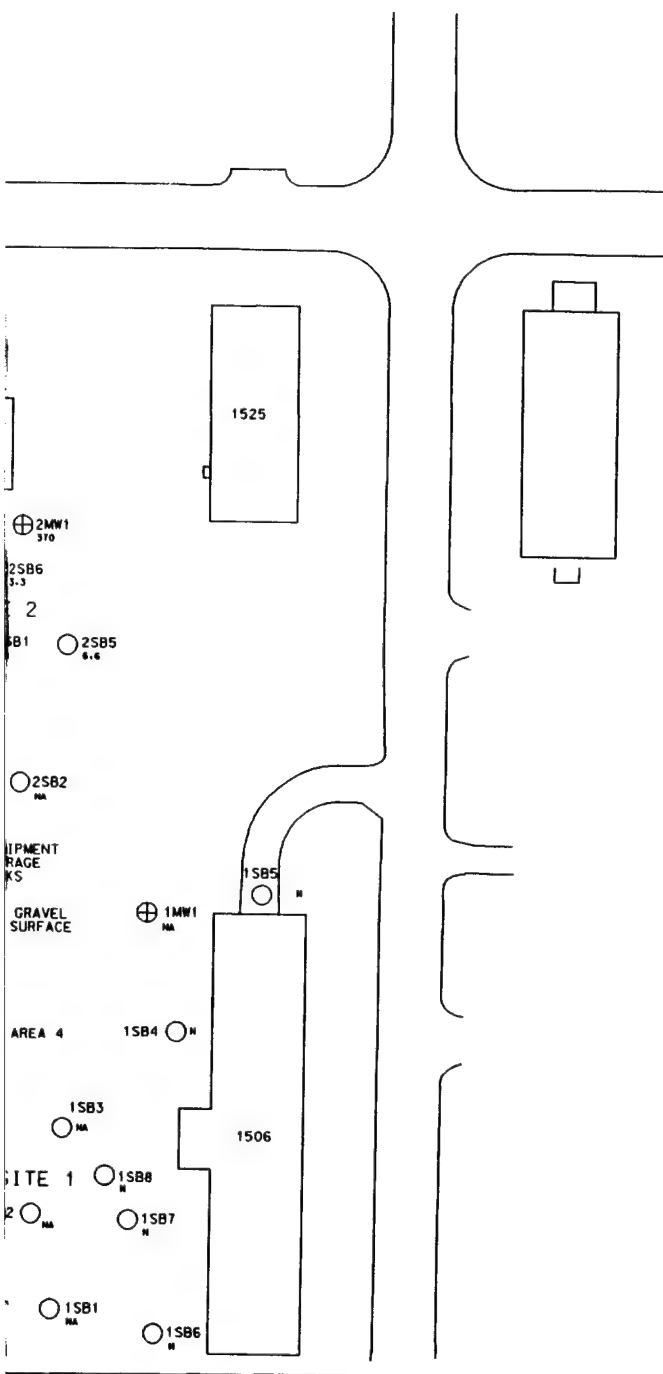 1525
2MW1
370
2SB6
3.3
2
SB1
2SB5
6.6
2SB2
NA
IPMENT
RAGE
KS
1SB5
N
GRAVEL
SURFACE
1MW1
NA
AREA 4
1SB4 N
1SB3
NA
1506
SITE 1
1SB8
N
2
NA
1SB7
N
1SB1
NA
1SB6
N